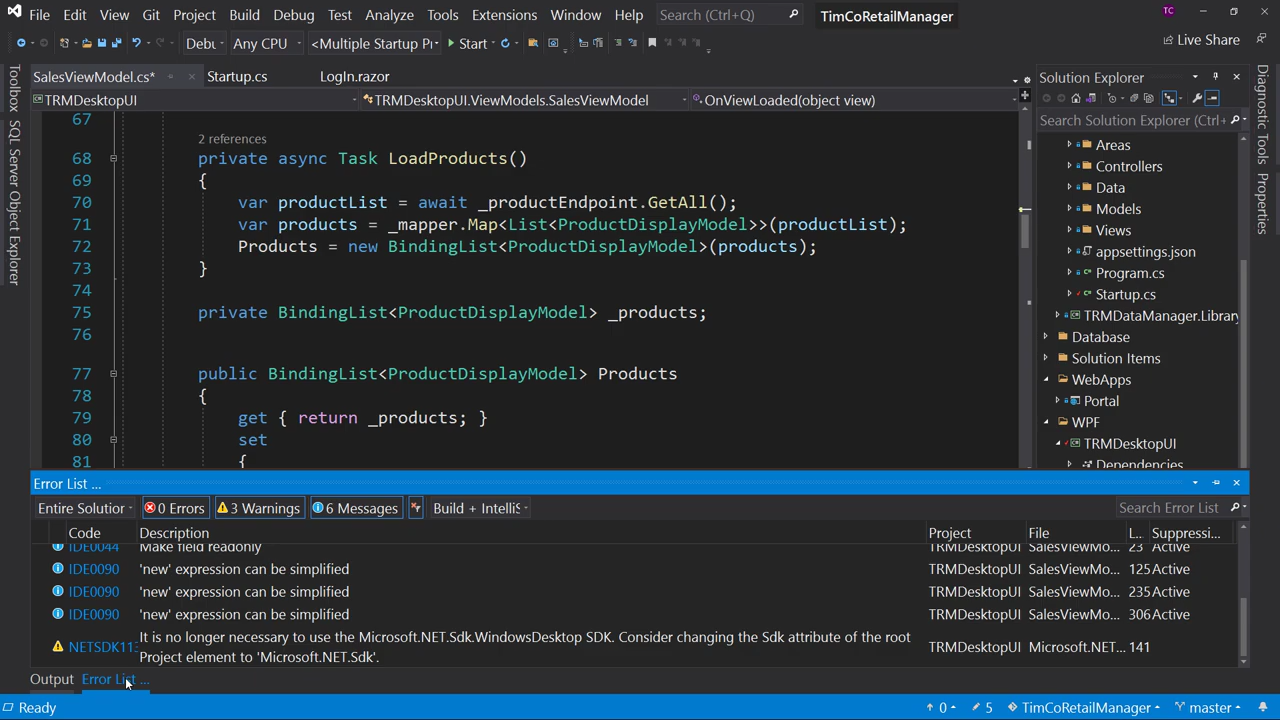 File Edit View Git Project Build Debug Test Analyze Tools Extensions Window Help Search (Ctrl+Q) TimCoRetailManager TC
Debu Any CPU <Multiple Startup Pr Start Live Share
SalesViewModel.cs* Startup.cs LogIn.razor Solution Explorer
TRMDesktopUI TRMDesktopUI.ViewModels.SalesViewModel OnViewLoaded(object view)
Toolbox
SQL Server Object Explorer
67
2 references
68 private async Task LoadProducts()
69 {
70 var productList = await _productEndpoint.GetAll();
71 var products = _mapper.Map<List<ProductDisplayModel>>(productList);
72 Products = new BindingList<ProductDisplayModel>(products);
73 }
74
75 private BindingList<ProductDisplayModel> _products;
76
77 public BindingList<ProductDisplayModel> Products
78 {
79 get { return _products; }
80 set
81 {
Search Solution Explorer (Ctrl+
Areas
Controllers
Data
Models
Views
appsettings.json
Program.cs
Startup.cs
TRMDataManager.Library
Database
Solution Items
WebApps
Portal
WPF
TRMDesktopUI
Dependencies
Diagnostic Tools
Properties
Error List ...
Entire Solution 0 Errors 3 Warnings 6 Messages Build + IntelliS Search Error List
Code Description Project File L... Suppressi...
IDE0044 Make field readonly TRMDesktopUI SalesViewMo... 23 Active
IDE0090 'new' expression can be simplified TRMDesktopUI SalesViewMo... 125 Active
IDE0090 'new' expression can be simplified TRMDesktopUI SalesViewMo... 235 Active
IDE0090 'new' expression can be simplified TRMDesktopUI SalesViewMo... 306 Active
NETSDK113 It is no longer necessary to use the Microsoft.NET.Sdk.WindowsDesktop SDK. Consider changing the Sdk attribute of the root TRMDesktopUI Microsoft.NET... 141
Project element to 'Microsoft.NET.Sdk'.
Output Error List ...
Ready 0 5 TimCoRetailManager master